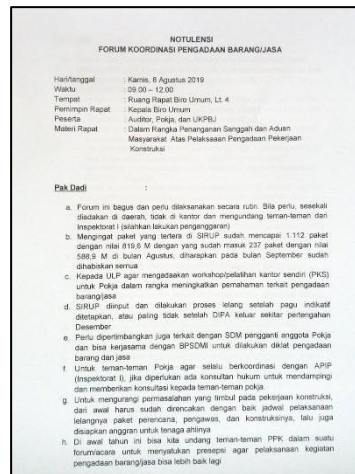 NOTULENSI
FORUM KOORDINASI PENGADAAN BARANG/JASA
Hari/tanggal : Kamis, 8 Agustus 2019
Waktu : 09.00 – 12.00
Tempat : Ruang Rapat Biro Umum, Lt. 4
Pemimpin Rapat : Kepala Biro Umum
Peserta : Auditor, Pokja, dan UKPBJ
Materi Rapat : Dalam Rangka Penanganan Sanggah dan Aduan
Masyarakat Atas Pelaksaaan Pengadaan Pekerjaan
Konstruksi
Pak Dadi :
a. Forum ini bagus dan perlu dilaksanakan secara rutin. Bila perlu, sesekali
diadakan di daerah, tidak di kantor dan mengundang teman-teman dari
Inspektorat I (silahkan lakukan penganggaran)
b. Mengingat paket yang tertera di SIRUP sudah mencapai 1.112 paket
dengan nilai 819,6 M dengan yang sudah masuk 237 paket dengan nilai
588,9 M di bulan Agustus, diharapkan pada bulan September sudah
dihabiskan semua
c. Kepada ULP agar mengadakan workshop/pelatihan kantor sendiri (PKS)
untuk Pokja dalam rangka meningkatkan pemahaman terkait pengadaan
barang/jasa
d. SIRUP diinput dan dilakukan proses lelang setelah pagu indikatif
ditetapkan, atau paling tidak setelah DIPA keluar sekitar pertengahan
Desember
e. Perlu dipertimbangkan juga terkait dengan SDM pengganti anggota Pokja
dan bisa kerjasama dengan BPSDMI untuk dilakukan diklat pengadaan
barang dan jasa
f. Untuk teman-teman Pokja agar selalu berkoordinasi dengan APIP
(Inspektorat I), jika diperlukan ada konsultan hukum untuk mendampingi
dan memberikan konsultasi kepada teman-teman pokja
g. Untuk mengurangi permasalahan yang timbul pada pekerjaan konstruksi,
dari awal harus sudah direncakan dengan baik jadwal pelaksanaan
lelangnya paket perencana, pengawas, dan konstruksinya, lalu juga
disiapkan anggaran untuk tenaga ahlinya
h. Di awal tahun ini bisa kita undang teman-teman PPK dalam suatu
forum/acara untuk menyatukan presepsi agar pelaksanaan kegiatan
pengadaan barang/jasa bisa lebih baik lagi